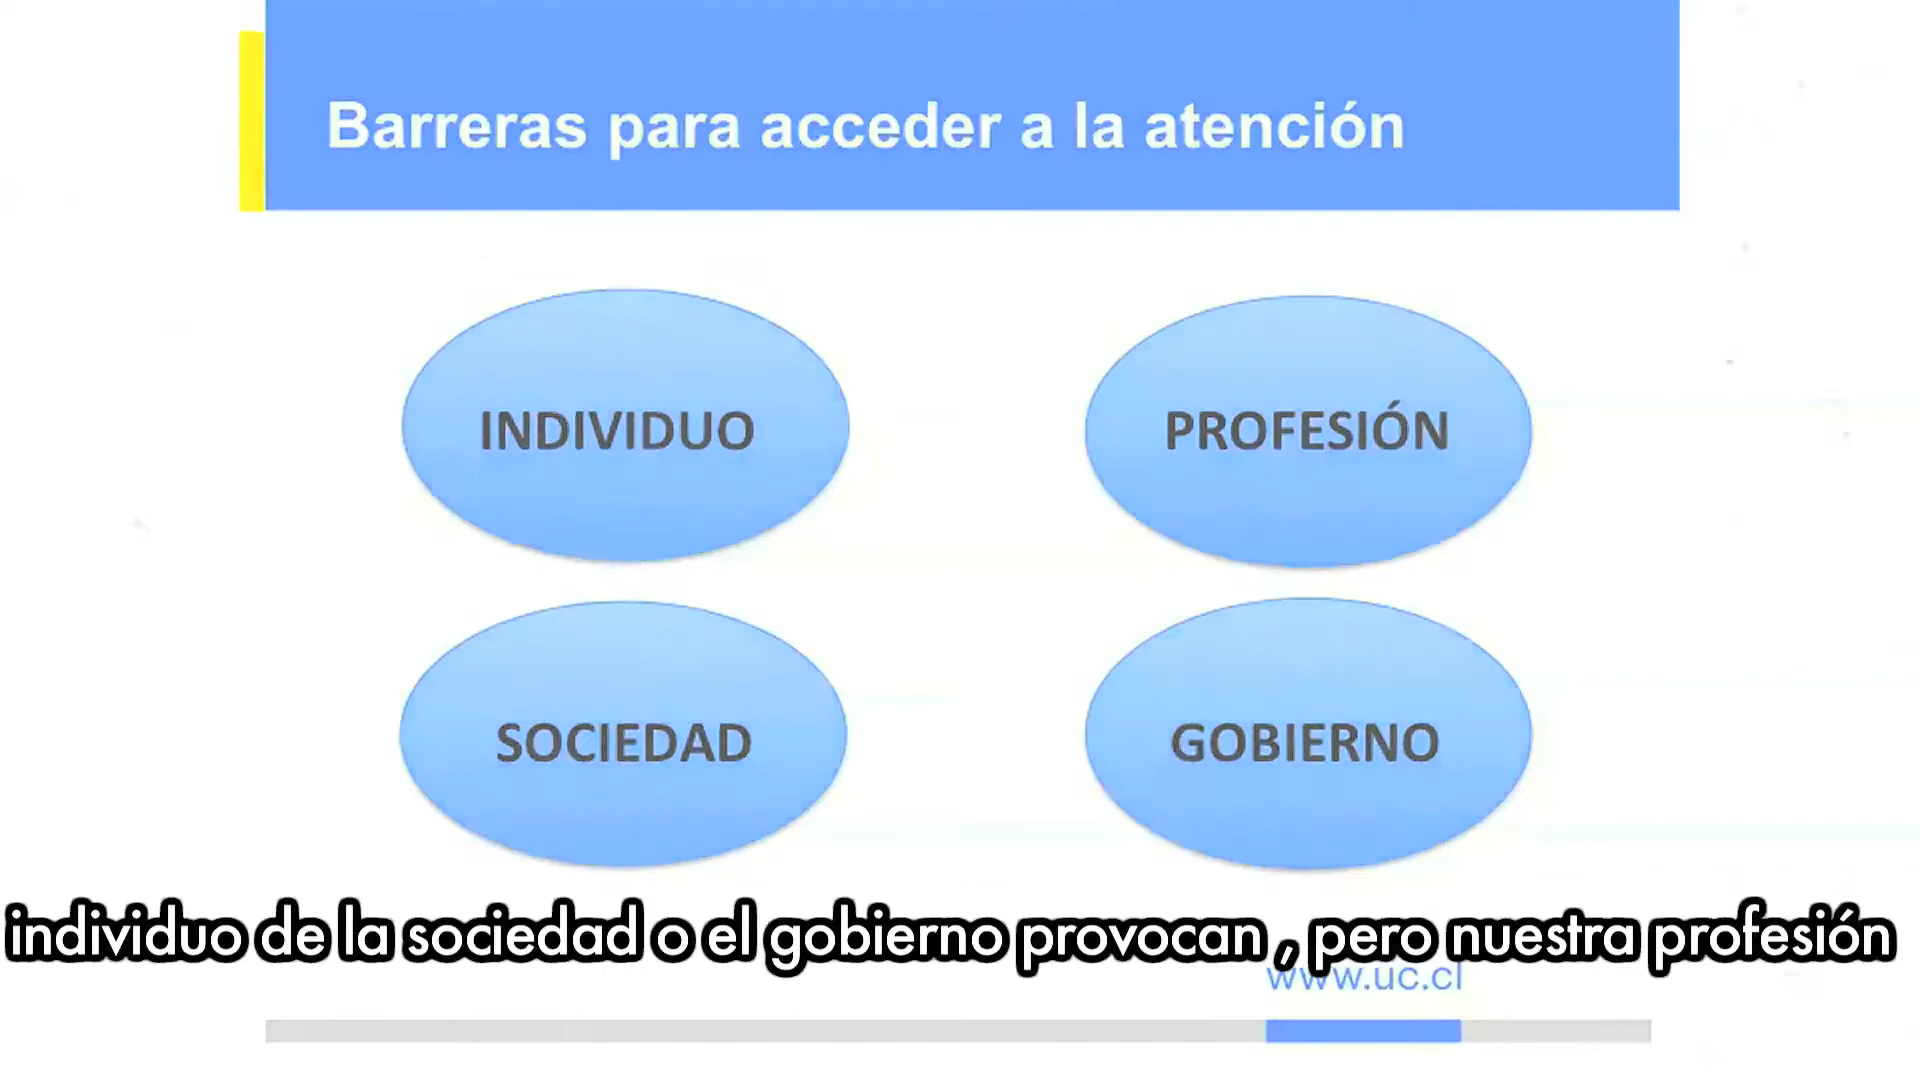 Barreras para acceder a la atención
INDIVIDUO
PROFESIÓN
SOCIEDAD
GOBIERNO
individuo de la sociedad o el gobierno provocan , pero nuestra profesión
www.uc.cl